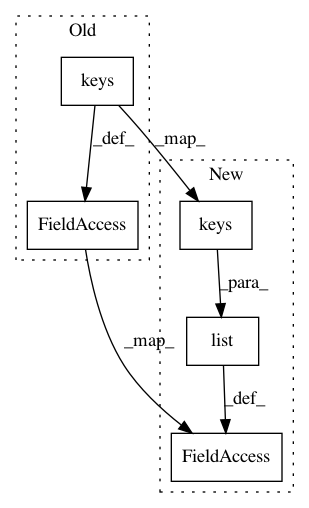 Old
keys
_def_
_map_
New
FieldAccess
keys
_para_
_map_
list
_def_
FieldAccess